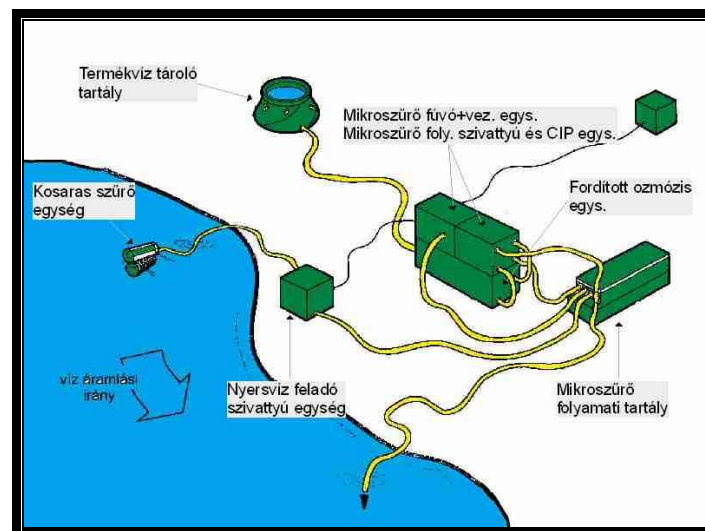 Termékvíz tároló
tartály
Mikroszűrő fúvó+vez. egys.
Mikroszűrő foly. szivattyú és CIP egys.
Kosaras szűrő
egység
Fordított ozmózis
egys.
víz áramlási
irány
Nyersvíz feladó
szivattyú egység
Mikroszűrő
folyamati tartály